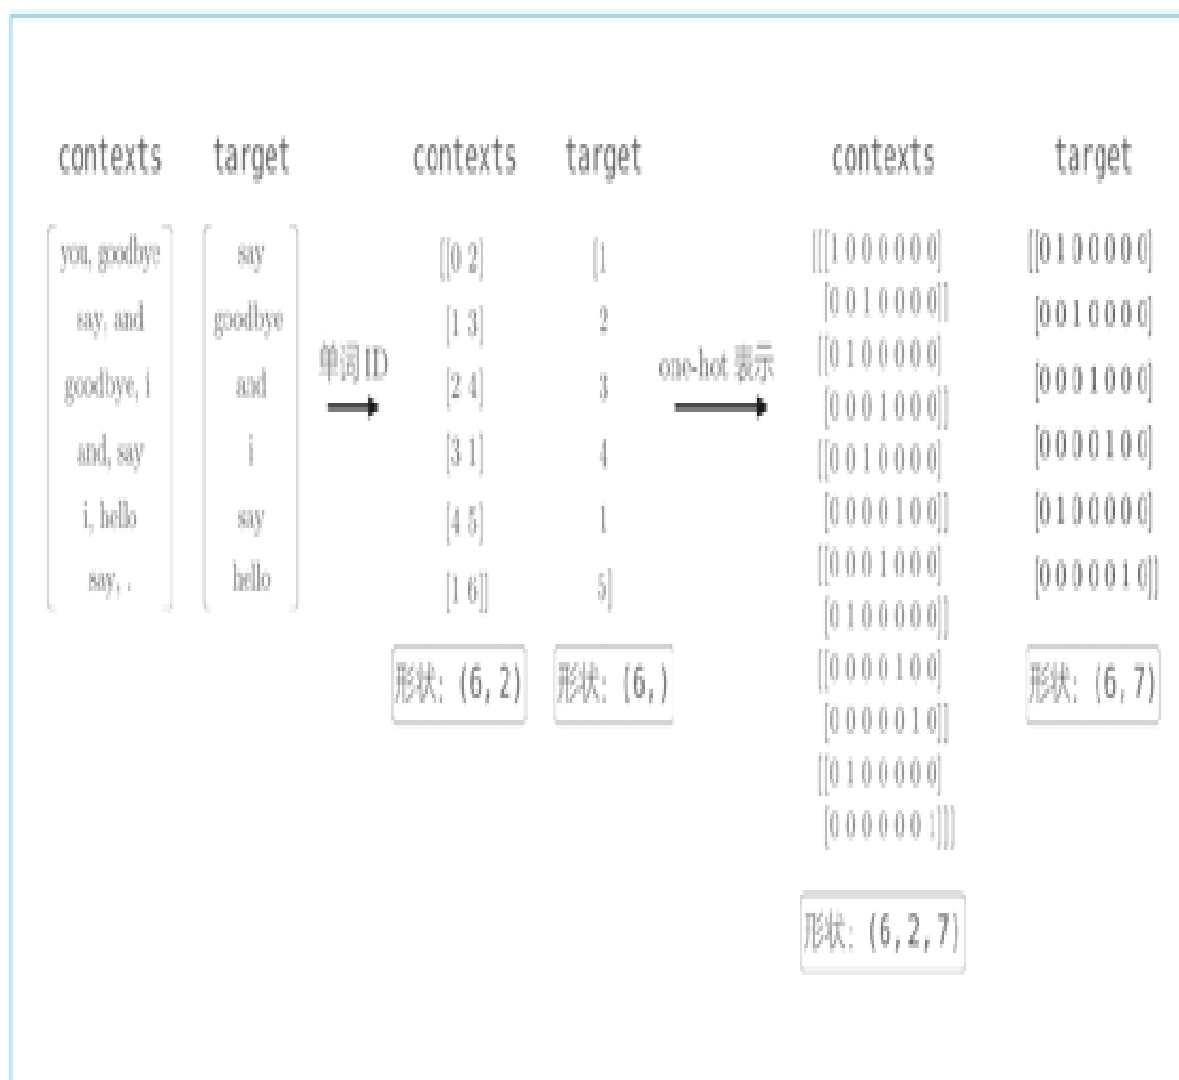 contexts target
you, goodbye say
say, and goodbye
goodbye, i and
and, say i
i, hello say
say, . hello
单词 ID
contexts target
[[0 2] [1
[1 3] 2
[2 4] 3
[3 1] 4
[4 5] 1
[1 6]] 5]
形状: (6, 2) 形状: (6, )
one-hot 表示
contexts
[[[1 0 0 0 0 0 0]
[0 0 1 0 0 0 0]]
[[0 1 0 0 0 0 0]
[0 0 0 1 0 0 0]]
[[0 0 1 0 0 0 0]
[0 0 0 0 1 0 0]]
[[0 0 0 1 0 0 0]
[0 1 0 0 0 0 0]]
[[0 0 0 0 1 0 0]
[0 0 0 0 0 1 0]]
[[0 1 0 0 0 0 0]
[0 0 0 0 0 0 1]]]
形状: (6, 2, 7)
target
[[0 1 0 0 0 0 0]
[0 0 1 0 0 0 0]
[0 0 0 1 0 0 0]
[0 0 0 0 1 0 0]
[0 1 0 0 0 0 0]
[0 0 0 0 0 1 0]]
形状: (6, 7)